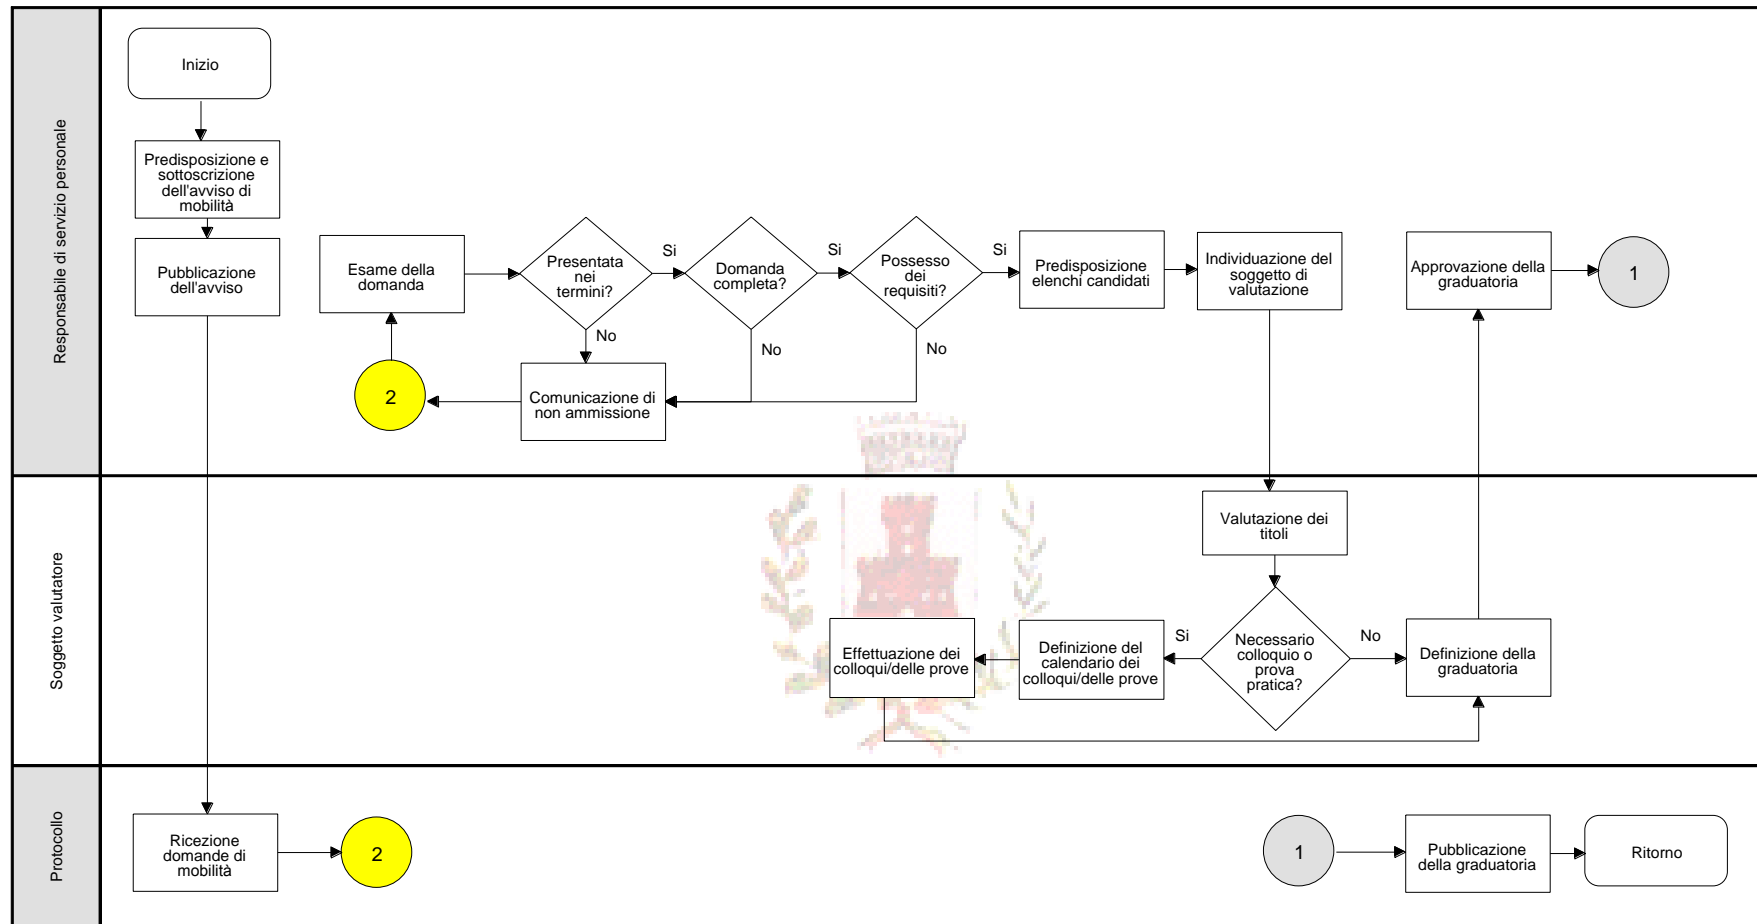 Responsabile di servizio personale
Inizio
Predisposizione e
sottoscrizione
dell'avviso di
mobilità
Pubblicazione
dell'avviso
Esame della
domanda
Presentata
nei
termini?
Si
No
Domanda
completa?
Si
No
Possesso
dei
requisiti?
Si
No
Predisposizione
elenchi candidati
Individuazione del
soggetto di
valutazione
Approvazione della
graduatoria
1
2
Comunicazione di
non ammissione
Soggetto valutatore
Valutazione dei
titoli
Effettuazione dei
colloqui/delle prove
Definizione del
calendario dei
colloqui/delle prove
Si
Necessario
colloquio o
prova
pratica?
No
Definizione della
graduatoria
Protocollo
Ricezione
domande di
mobilità
2
1
Pubblicazione
della graduatoria
Ritorno